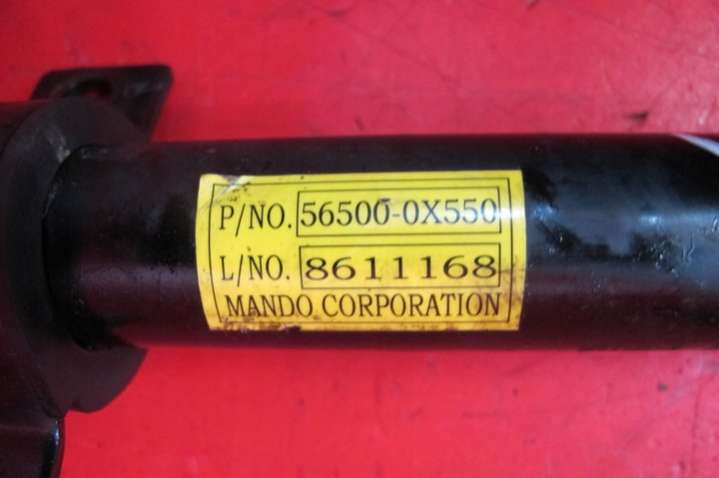 P/NO. 56500-0X550
L/NO. 8611168
MANDO CORPORATION